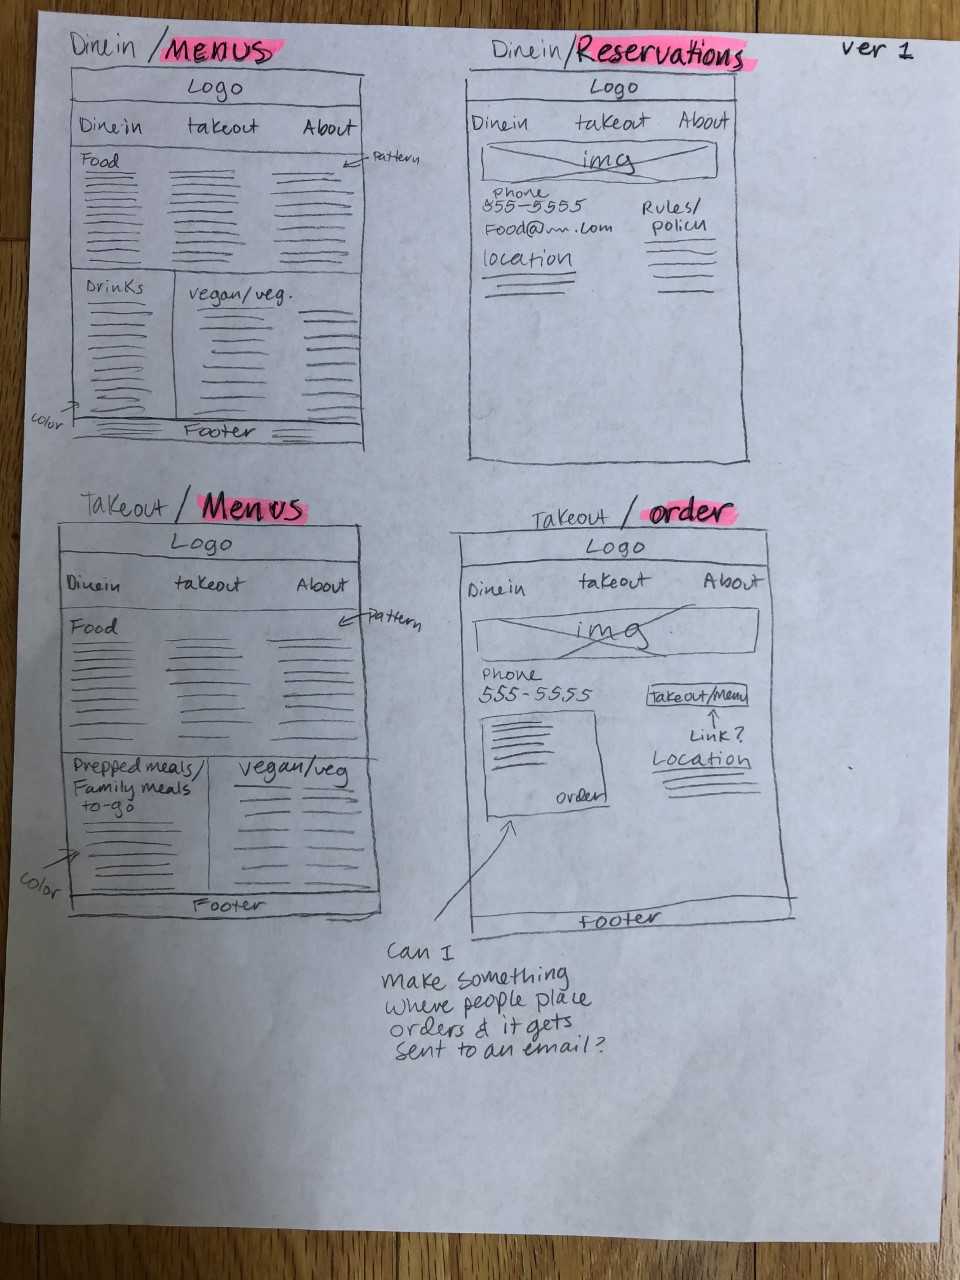 Dinein / Menus
Logo
Dinein takeout About
Food
Pattern
Drinks
vegan/veg.
color
Footer
Dinein/Reservations
ver 1
Logo
Dinein takeout About
img
Phone
555-5555
Food@ .com
location
Rules/
policy
Takeout / Menus
Logo
Dinein takeout About
Food
Pattern
Prepped meals/
Family meals
to-go
vegan/veg
color
Footer
Takeout / order
Logo
Dinein takeout About
img
Phone
555-5555
takeout/menu
Link?
Location
order
Footer
can I
make something
where people place
orders & it gets
sent to an email?